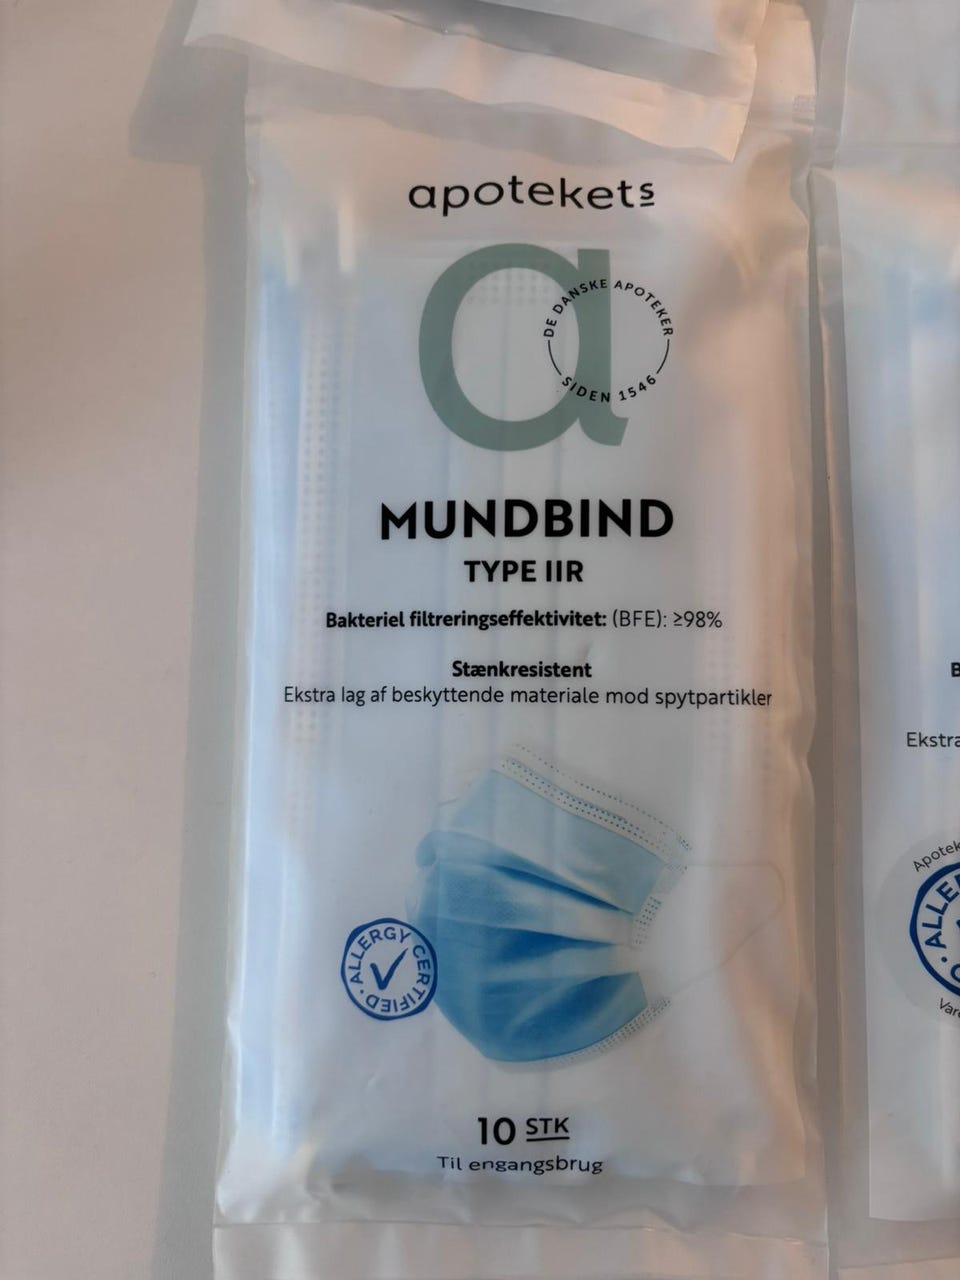 apotekets
DE DANSKE APOTEKER
SIDEN 1546
MUNDBIND
TYPE IIR
Bakteriel filtreringseffektivitet: (BFE): ≥98%
Stænkresistent
Ekstra lag af beskyttende materiale mod spytpartikler
ALLERGY CERTIFIED
10 STK
Til engangsbrug